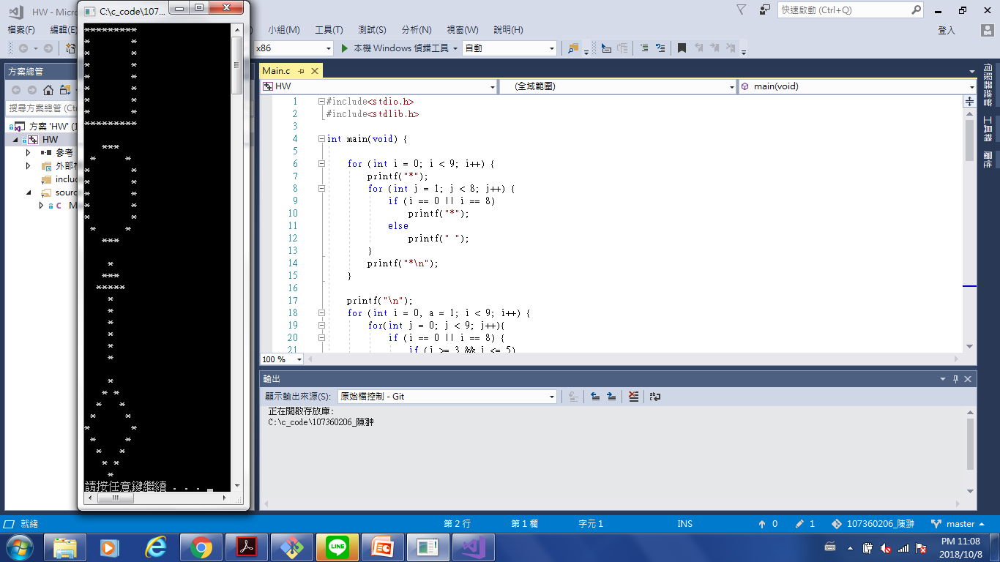 HW - Micro
快速啟動 (Ctrl+Q)
檔案(F) 編輯(E) 小組(M) 工具(T) 測試(S) 分析(N) 視窗(W) 說明(H)
登入
x86 本機 Windows 偵錯工具 自動
方案總管
搜尋方案總管 (Ctr
方案 'HW' (1
HW
參考
外部相
includ
sourc
C M
C:\c_code\107...
*********
*       *
*       *
*       *
*       *
*       *
*       *
*       *
*********
   ***
 *     *
*       *
*       *
*       *
*       *
*       *
 *     *
   ***
    *
   ***
  *****
    *
    *
    *
    *
    *
    *
    *
   * *
  *   *
 *     *
*       *
 *     *
  *   *
   * *
    *
請按任意鍵繼續 . . .
Main.c
HW (全域範圍) main(void)
1 #include<stdio.h>
2 #include<stdlib.h>
3
4 int main(void) {
5
6 for (int i = 0; i < 9; i++) {
7 printf("*");
8 for (int j = 1; j < 8; j++) {
9 if (i == 0 || i == 8)
10 printf("*");
11 else
12 printf(" ");
13 }
14 printf("*\n");
15 }
16
17 printf("\n");
18 for (int i = 0, a = 1; i < 9; i++) {
19 for(int j = 0; j < 9; j++){
20 if (i == 0 || i == 8) {
21 if (j >= 3 && j <= 5)
100 %
輸出
顯示輸出來源(S): 原始檔控制 - Git
正在開啟存放庫:
C:\c_code\107360206_陳翀
伺服器總管
工具箱
屬性
就緒 第 2 行 第 1 欄 字元 1 INS 0 1 107360206_陳翀 master
LINE
PM 11:08
2018/10/8